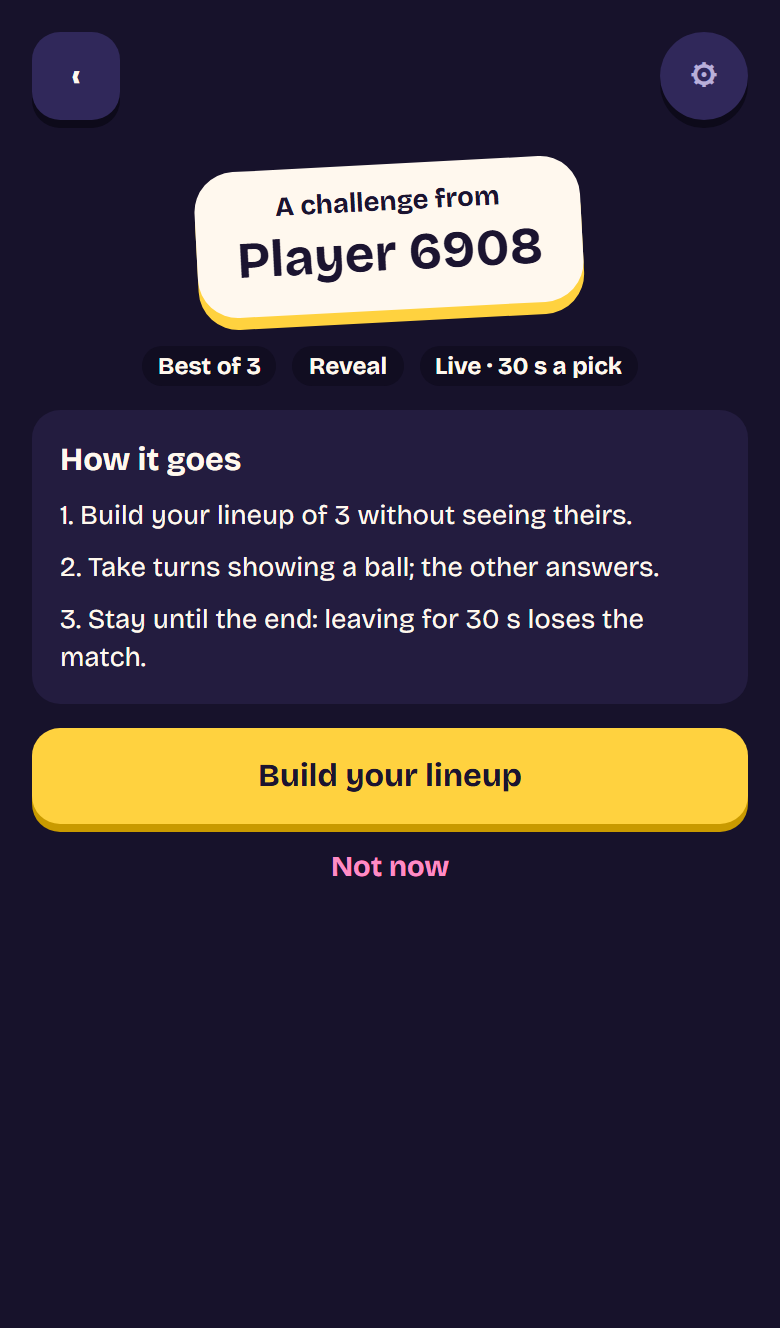 A challenge from
Player 6908
Best of 3
Reveal
Live · 30 s a pick
How it goes
1. Build your lineup of 3 without seeing theirs.
2. Take turns showing a ball; the other answers.
3. Stay until the end: leaving for 30 s loses the
match.
Build your lineup
Not now